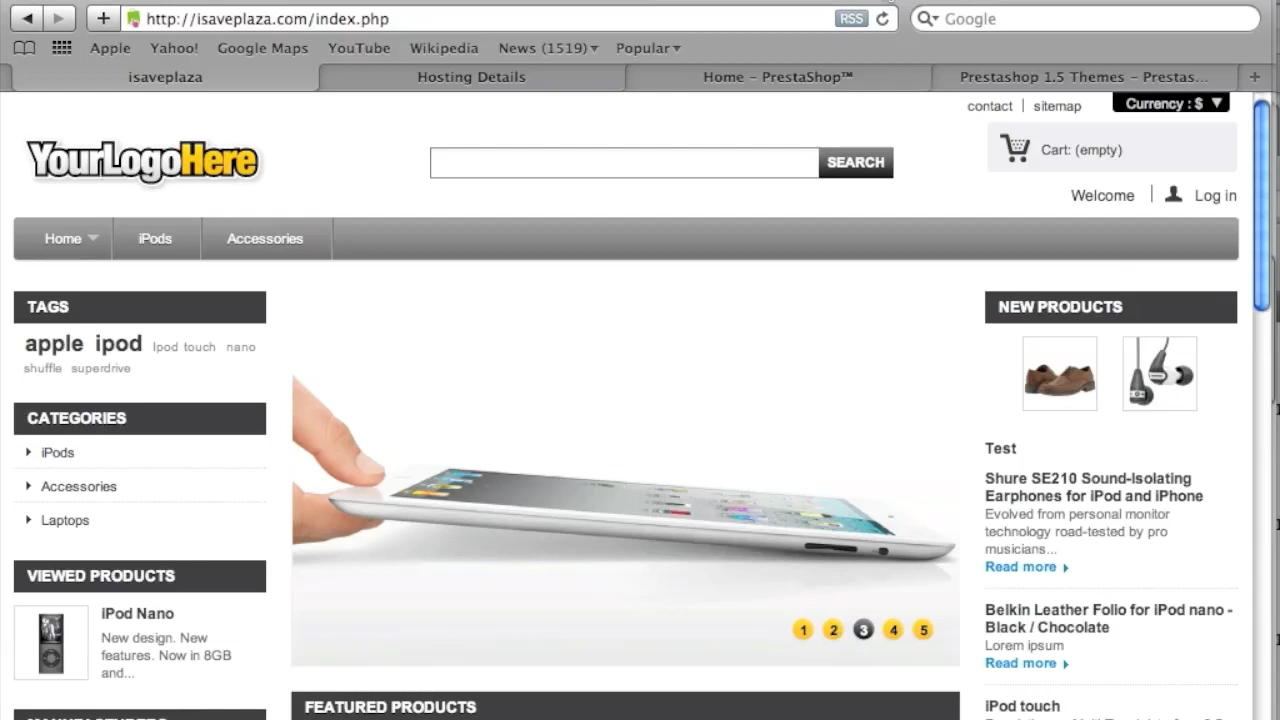 http://isaveplaza.com/index.php
RSS
Google
Apple
Yahoo!
Google Maps
YouTube
Wikipedia
News (1519)
Popular
isaveplaza
Hosting Details
Home – PrestaShop™
Prestashop 1.5 Themes – Prestas...
contact | sitemap
Currency : $
YourLogoHere
SEARCH
Cart: (empty)
Welcome
Log in
Home
iPods
Accessories
TAGS
apple ipod Ipod touch nano
shuffle superdrive
CATEGORIES
iPods
Accessories
Laptops
VIEWED PRODUCTS
iPod Nano
New design. New
features. Now in 8GB
and...
1 2 3 4 5
FEATURED PRODUCTS
NEW PRODUCTS
Test
Shure SE210 Sound-Isolating
Earphones for iPod and iPhone
Evolved from personal monitor
technology road-tested by pro
musicians...
Read more
Belkin Leather Folio for iPod nano -
Black / Chocolate
Lorem ipsum
Read more
iPod touch